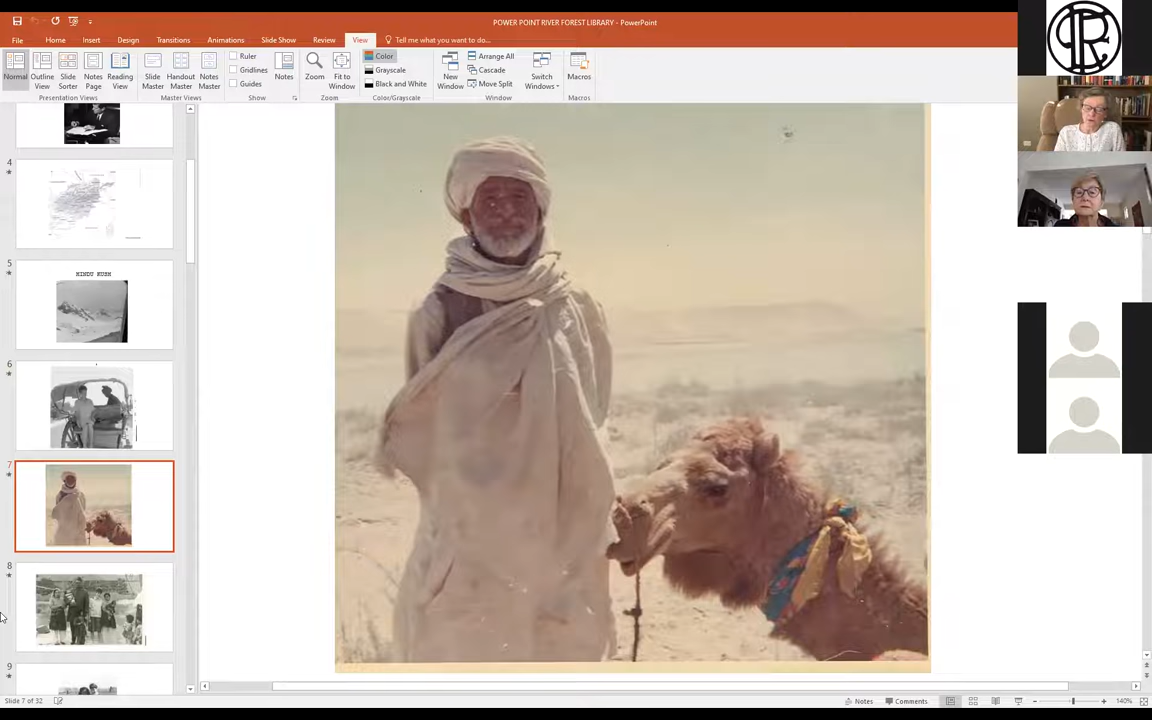 POWER POINT RIVER FOREST LIBRARY - PowerPoint
File Home Insert Design Transitions Animations Slide Show Review View Tell me what you want to do...
Normal
Outline View
Slide Sorter
Notes Page
Reading View
Presentation Views
Slide Master
Handout Master
Notes Master
Master Views
Ruler
Gridlines
Guides
Show
Notes
Zoom
Fit to Window
Zoom
Color
Grayscale
Black and White
Color/Grayscale
New Window
Arrange All
Cascade
Move Split
Switch Windows
Window
Macros
Macros
4
5
HINDU KUSH
6
7
8
9
Slide 7 of 32
Notes
Comments
140%